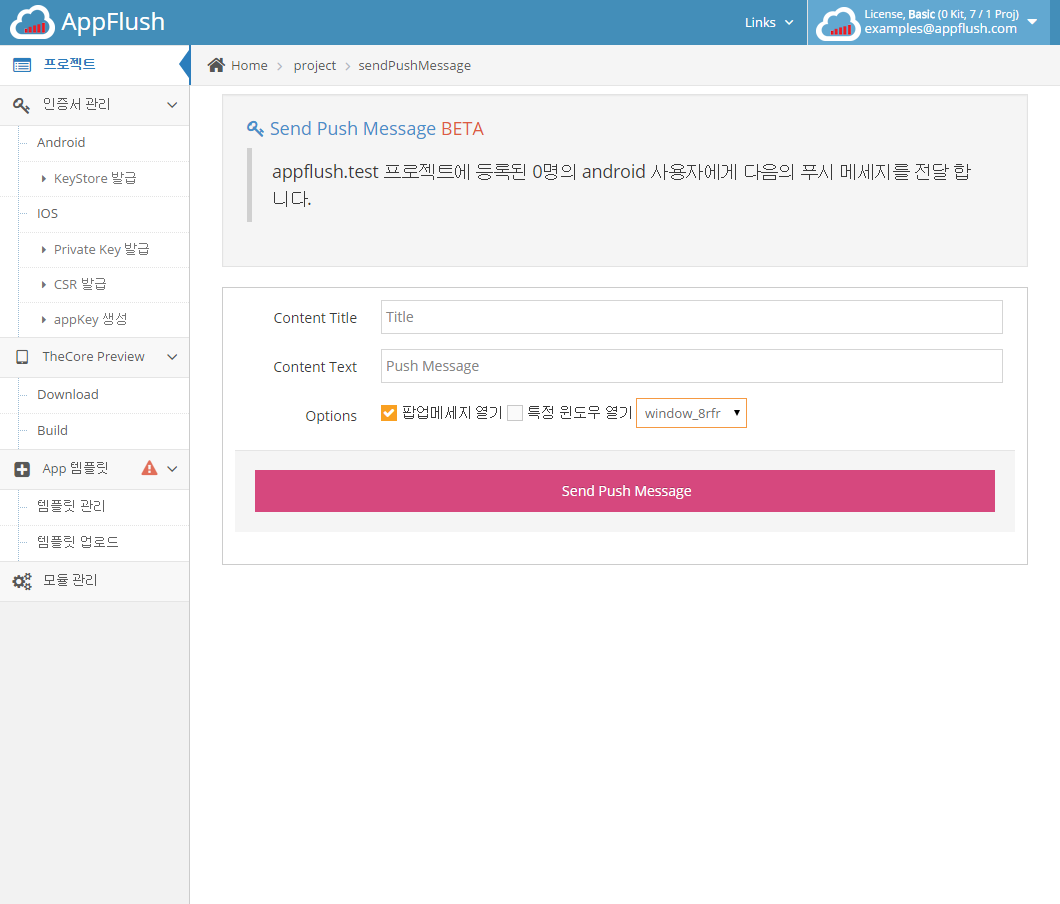 AppFlush
Links
License, Basic (0 Kit, 7 / 1 Proj)
examples@appflush.com
프로젝트
Home
project
sendPushMessage
인증서 관리
Android
KeyStore 발급
IOS
Private Key 발급
CSR 발급
appKey 생성
TheCore Preview
Download
Build
App 템플릿
템플릿 관리
템플릿 업로드
모듈 관리
Send Push Message BETA
appflush.test 프로젝트에 등록된 0명의 android 사용자에게 다음의 푸시 메세지를 전달 합
니다.
Content Title
Title
Content Text
Push Message
Options
팝업메세지 열기
특정 윈도우 열기
window_8rfr
Send Push Message